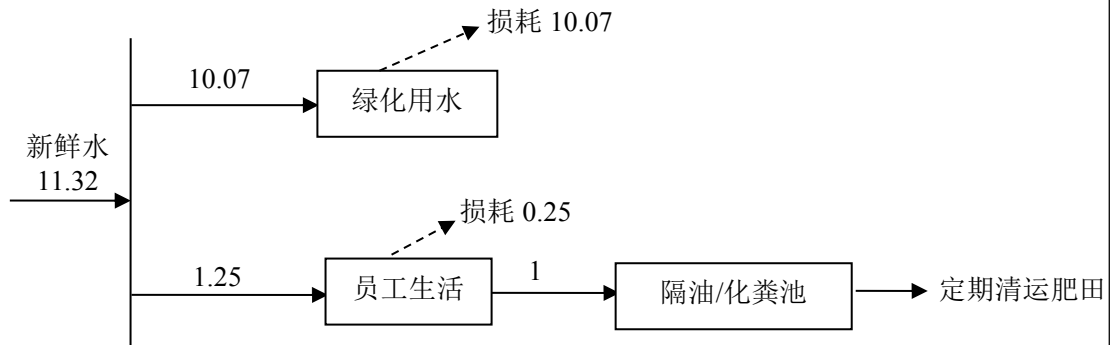 损耗 10.07
10.07
绿化用水
新鲜水
11.32
损耗 0.25
1.25
员工生活
1
隔油/化粪池
定期清运肥田